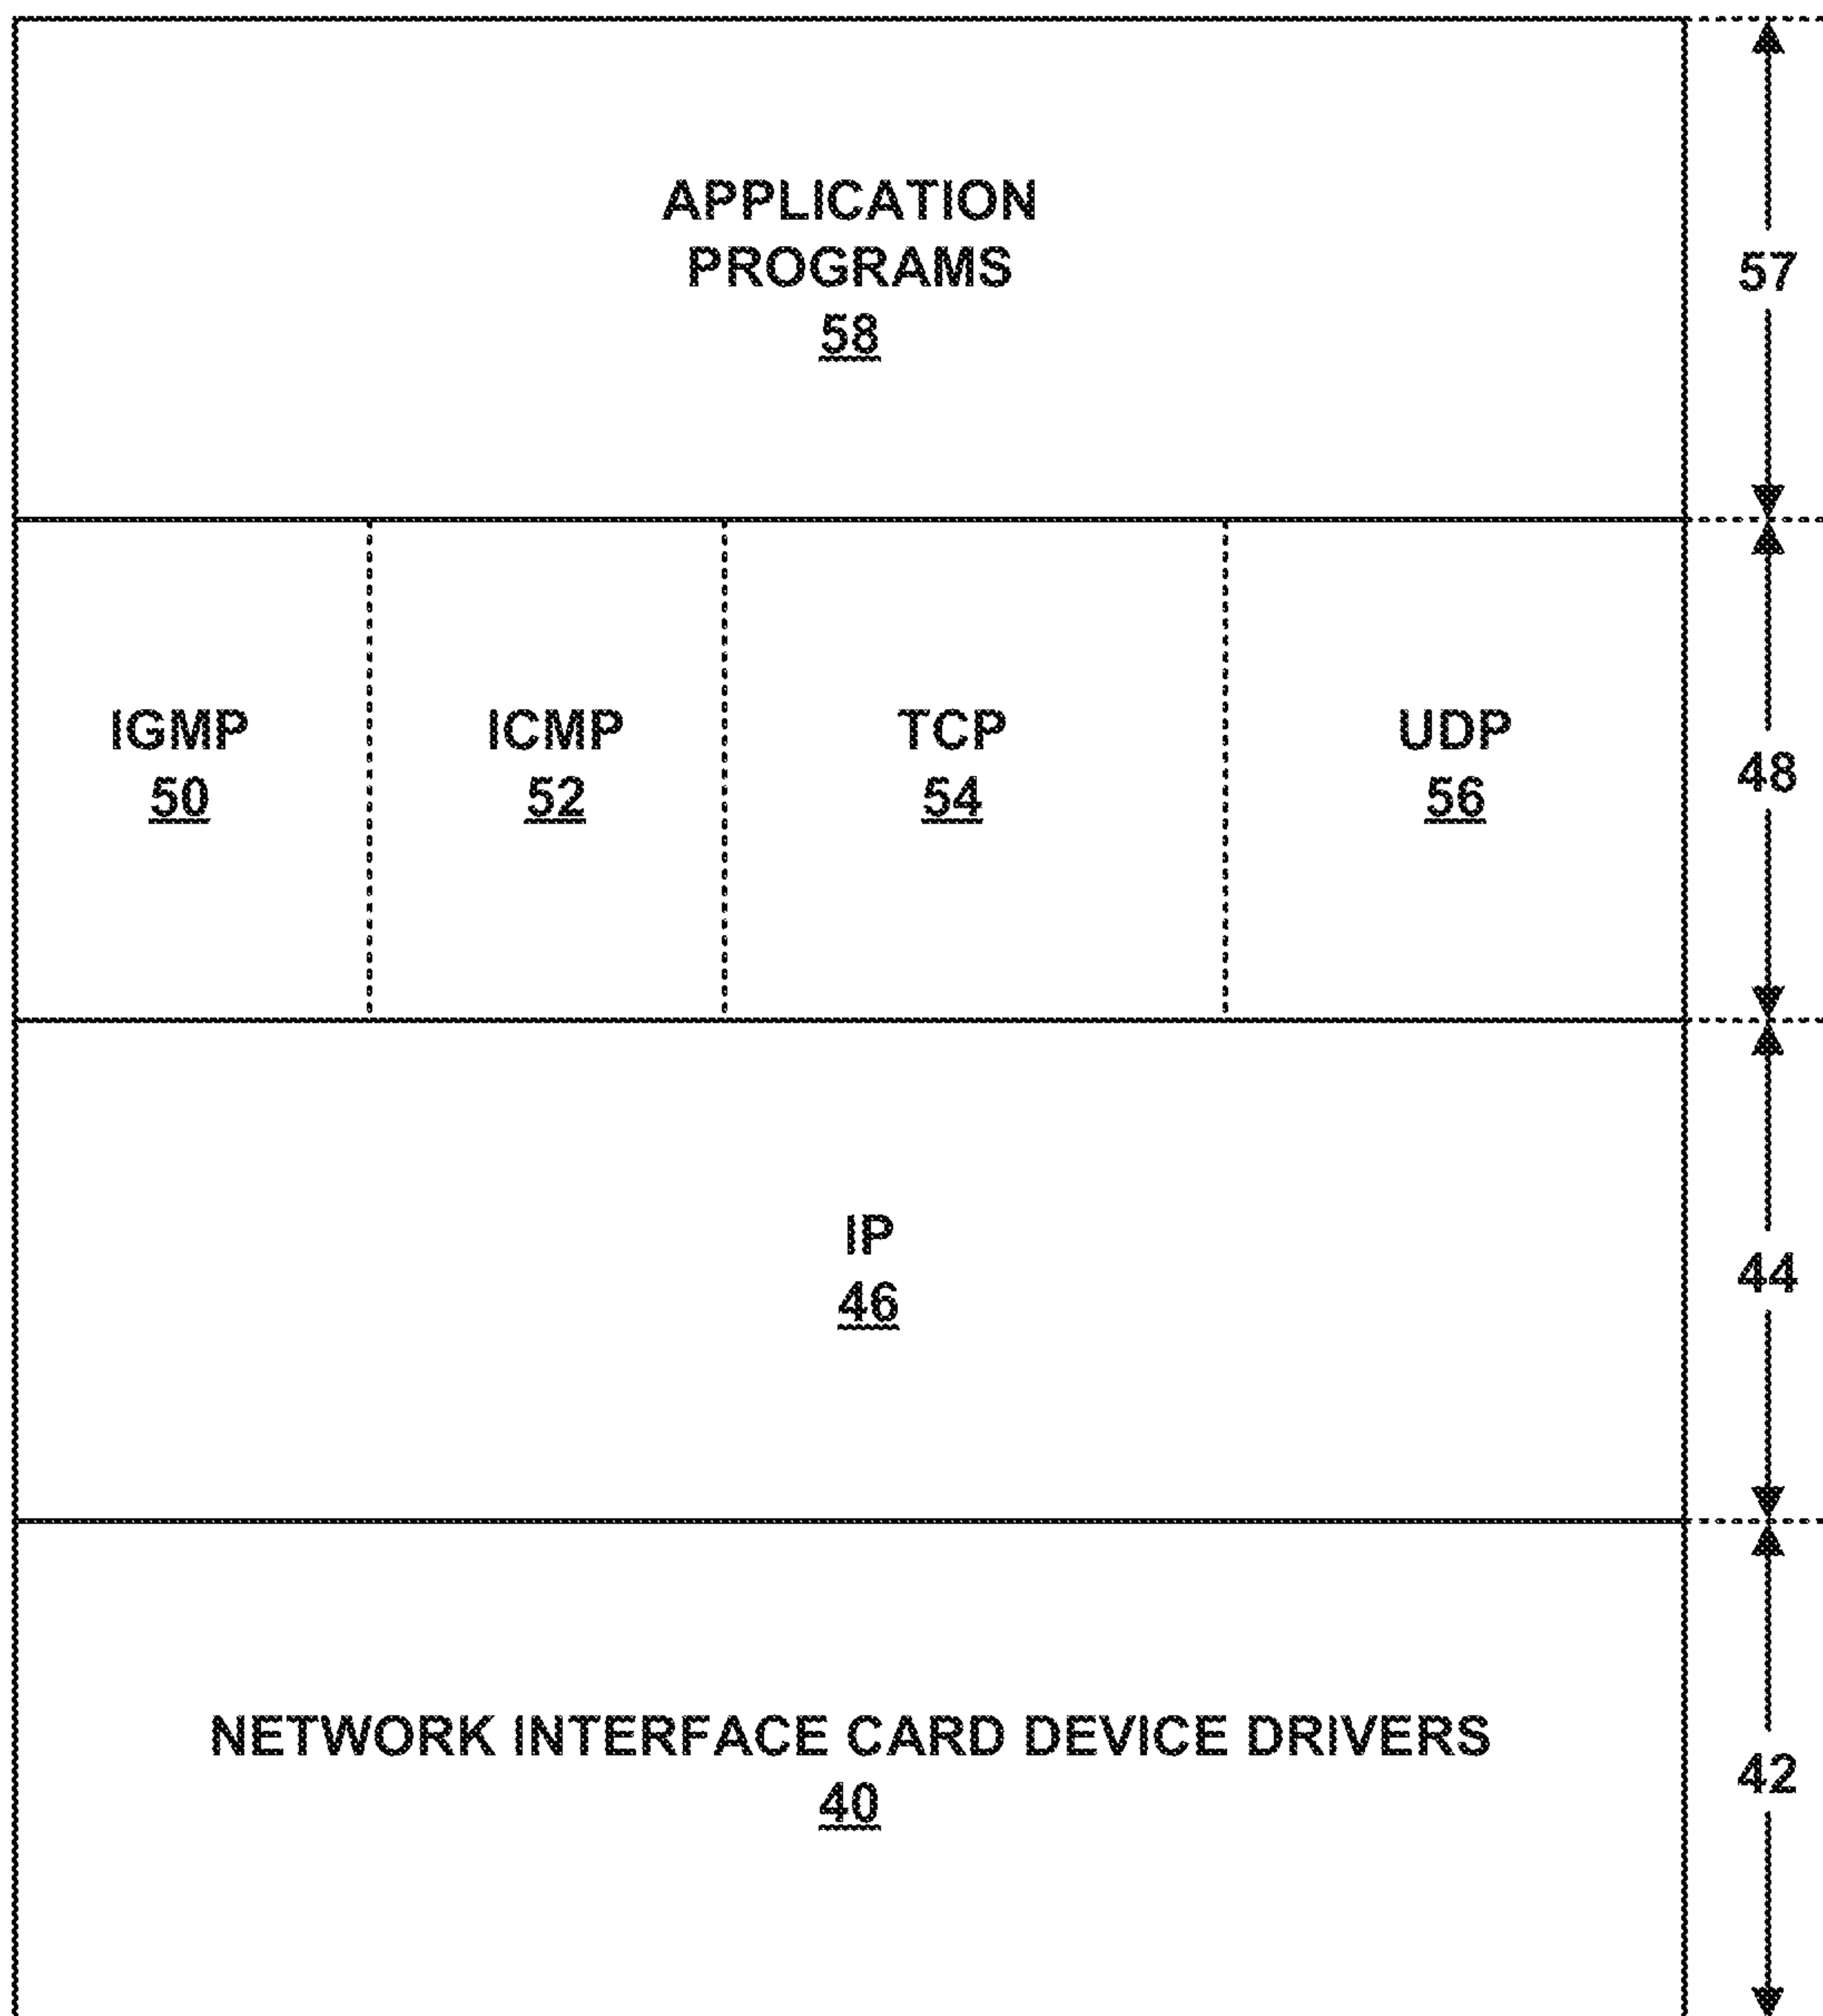 APPLICATION
PROGRAMS
58
57
IGMP
50
ICMP
52
TCP
54
UDP
56
48
IP
46
44
NETWORK INTERFACE CARD DEVICE DRIVERS
40
42